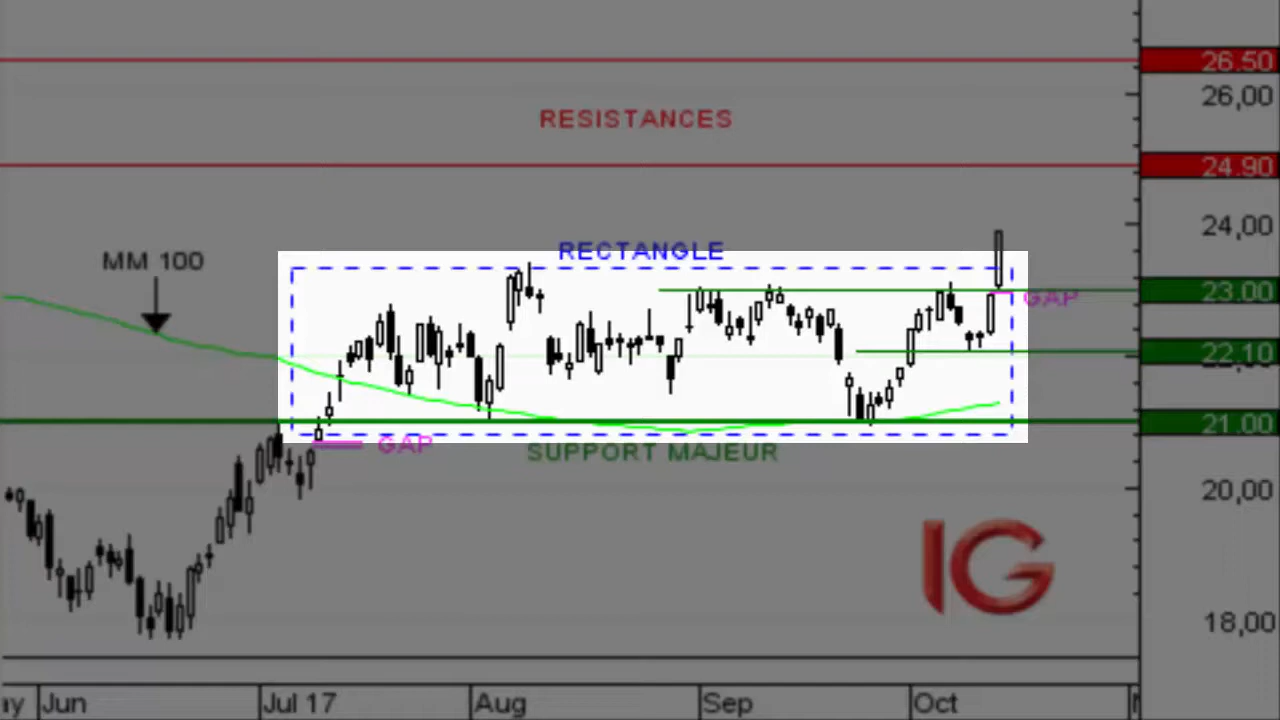 26.50
26,00
RESISTANCES
24.90
24,00
RECTANGLE
MM 100
23.00
GAP
22.10
21.00
GAP
SUPPORT MAJEUR
20,00
IG
18,00
ay Jun Jul 17 Aug Sep Oct